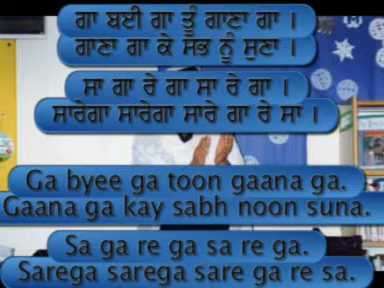 ਗਾ ਬਈ ਗਾ ਤੂੰ ਗਾਣਾ ਗਾ ।
ਗਾਣਾ ਗਾ ਕੇ ਸਭ ਨੂੰ ਸੁਣਾ ।
ਸਾ ਗਾ ਰੇ ਗਾ ਸਾ ਰੇ ਗਾ ।
ਸਾਰੇਗਾ ਸਾਰੇਗਾ ਸਾਰੇ ਗਾ ਰੇ ਸਾ ।
Ga byee ga toon gaana ga.
Gaana ga kay sabh noon suna.
Sa ga re ga sa re ga.
Sarega sarega sare ga re sa.